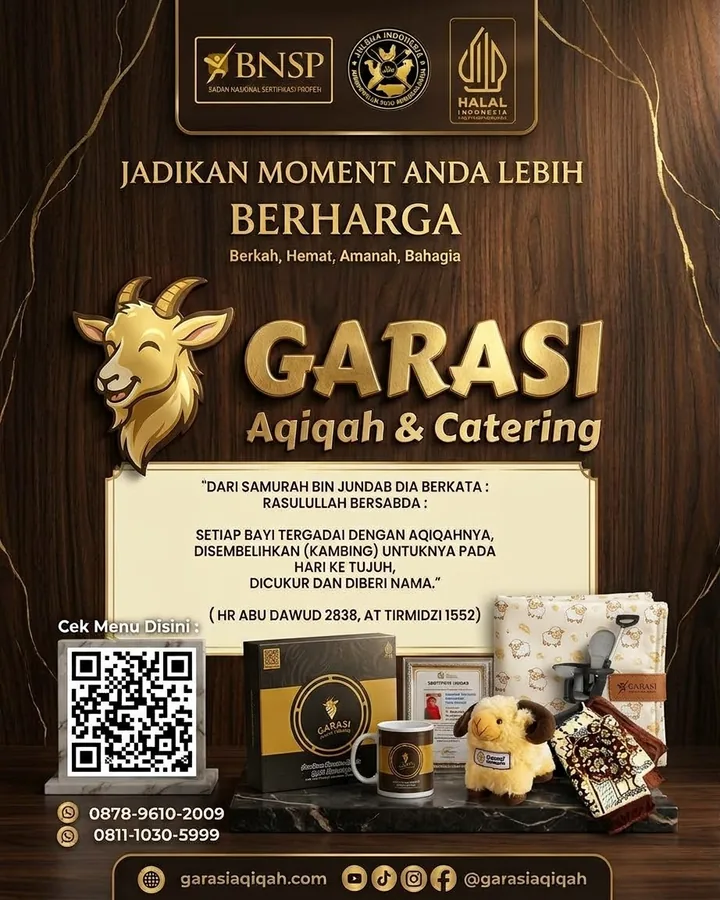 BNSP
BADAN NASIONAL SERTIFIKASI PROFESI
JULEHA INDONESIA
HALAL
INDONESIA
JADIKAN MOMENT ANDA LEBIH
BERHARGA
Berkah, Hemat, Amanah, Bahagia
GARASI
Aqiqah & Catering
"DARI SAMURAH BIN JUNDAB DIA BERKATA :
RASULULLAH BERSABDA :
SETIAP BAYI TERGADAI DENGAN AQIQAHNYA,
DISEMBELIHKAN (KAMBING) UNTUKNYA PADA
HARI KE TUJUH,
DICUKUR DAN DIBERI NAMA."
( HR ABU DAWUD 2838, AT TIRMIDZI 1552)
Cek Menu Disini :
GARASI
GARASI
0878-9610-2009
0811-1030-5999
garasiaqiqah.com
@garasiaqiqah